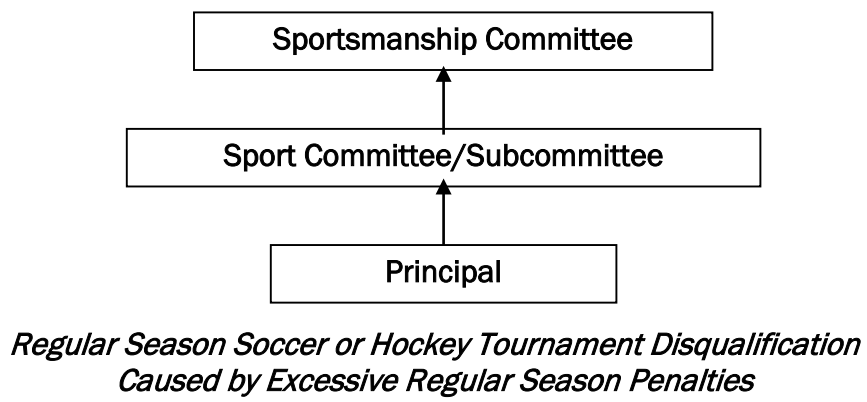 Sportsmanship Committee
Sport Committee/Subcommittee
Principal
Regular Season Soccer or Hockey Tournament Disqualification
Caused by Excessive Regular Season Penalties